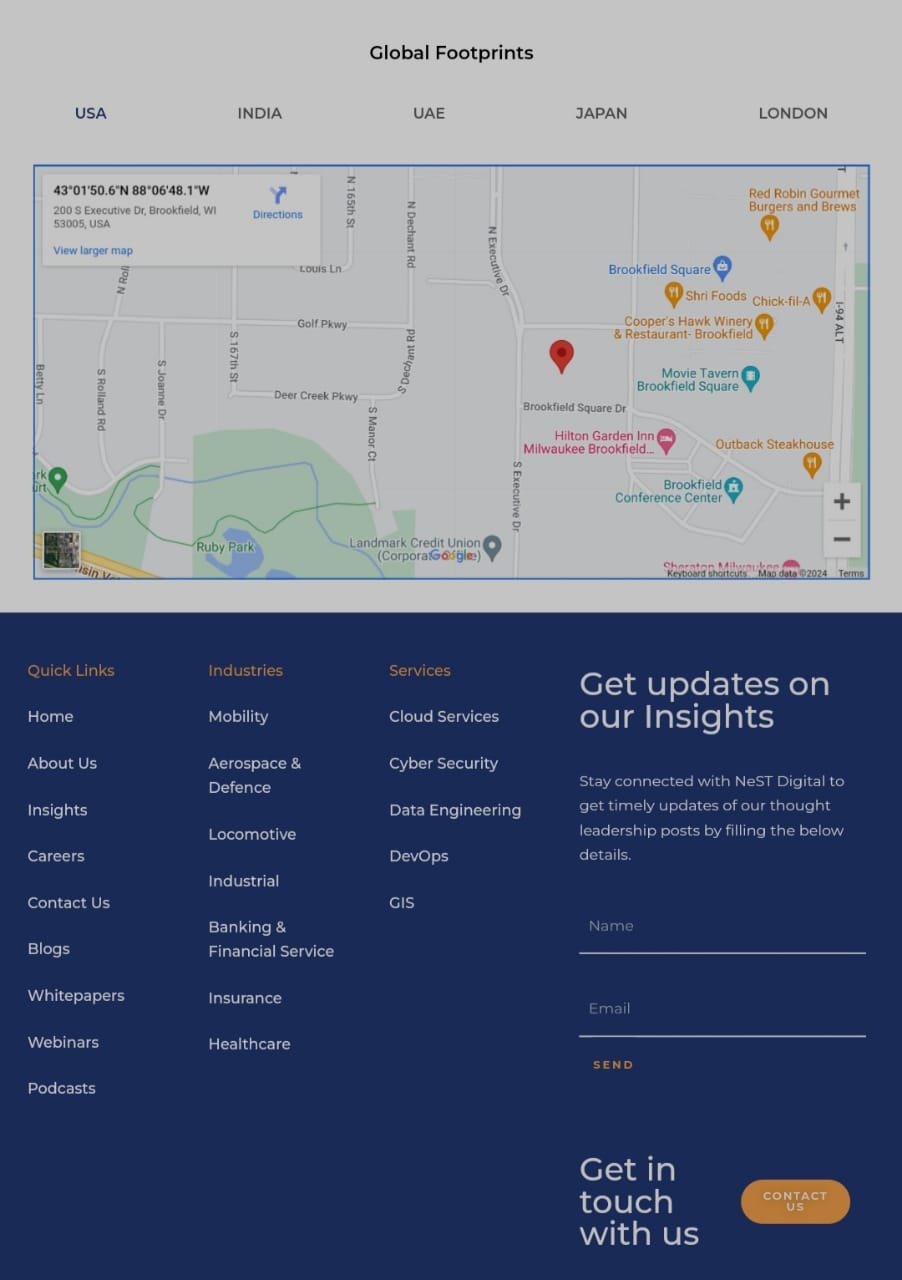 Global Footprints
USA
INDIA
UAE
JAPAN
LONDON
43°01'50.6"N 88°06'48.1"W
200 S Executive Dr, Brookfield, WI
53005, USA
Directions
View larger map
N 165th St
N Dechant Rd
N Executive Dr
Red Robin Gourmet
Burgers and Brews
Louis Ln
N Roll
Brookfield Square
Shri Foods
Chick-fil-A
I-94 ALT
Golf Pkwy
Cooper's Hawk Winery
& Restaurant- Brookfield
S 167th St
S Dechant Rd
Betty Ln
S Rolland Rd
S Joanne Dr
Deer Creek Pkwy
S Manor Ct
Movie Tavern
Brookfield Square
Brookfield Square Dr
Hilton Garden Inn
Milwaukee Brookfield...
Outback Steakhouse
S Executive Dr
Brookfield
Conference Center
rk
urt
Ruby Park
Landmark Credit Union
(Corporate Office)
Google
Sheraton Milwaukee
Keyboard shortcuts
Map data ©2024
Terms
Quick Links
Home
About Us
Insights
Careers
Contact Us
Blogs
Whitepapers
Webinars
Podcasts
Industries
Mobility
Aerospace &
Defence
Locomotive
Industrial
Banking &
Financial Service
Insurance
Healthcare
Services
Cloud Services
Cyber Security
Data Engineering
DevOps
GIS
Get updates on
our Insights
Stay connected with NeST Digital to
get timely updates of our thought
leadership posts by filling the below
details.
Name
Email
SEND
Get in
touch
with us
CONTACT
US